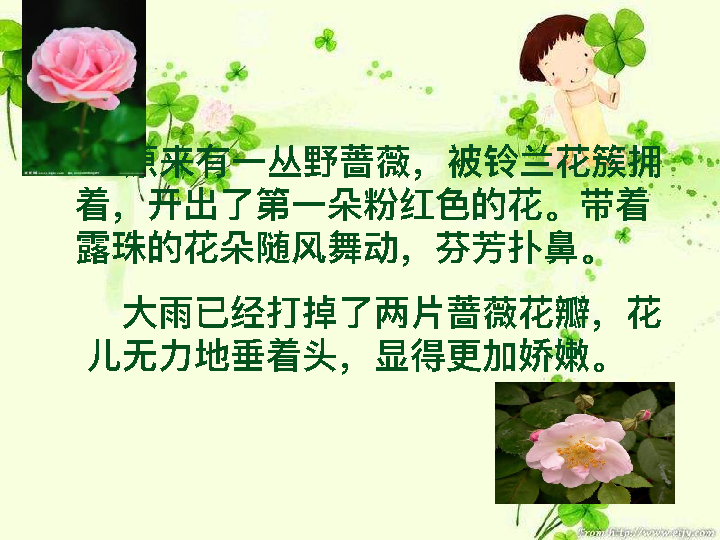 原来有一丛野蔷薇，被铃兰花簇拥
着，开出了第一朵粉红色的花。带着
露珠的花朵随风舞动，芬芳扑鼻。
大雨已经打掉了两片蔷薇花瓣，花
儿无力地垂着头，显得更加娇嫩。
From:http://www.eijy.com